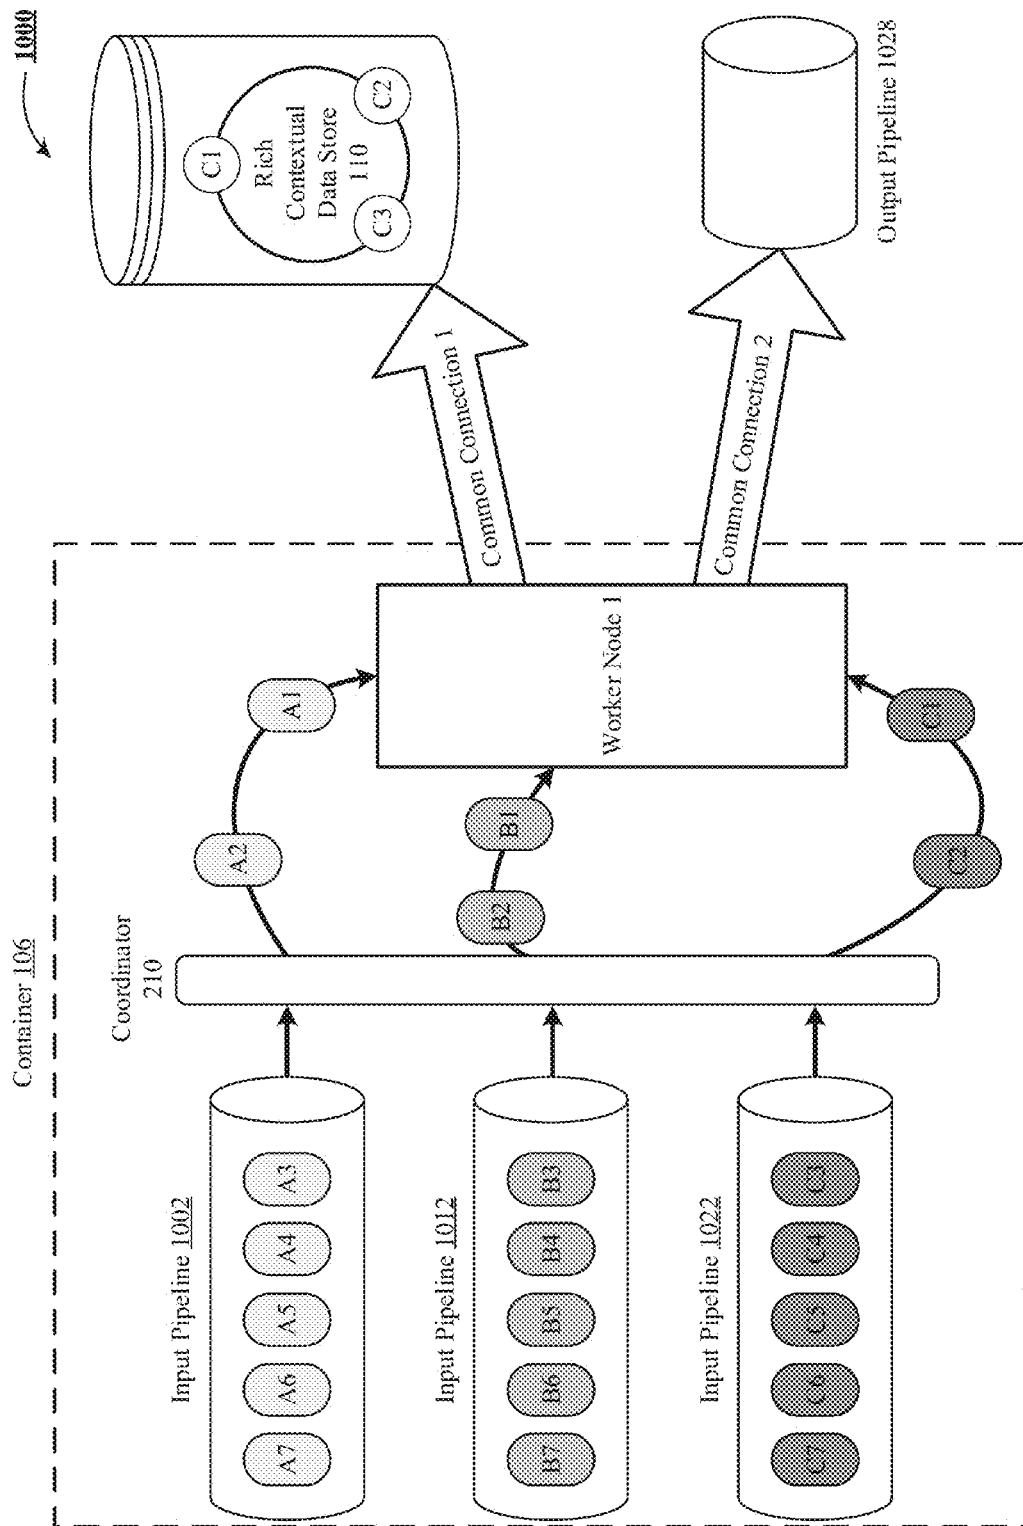 1000
Container 106
Coordinator
210
Input Pipeline 1002
A7
A6
A5
A4
A3
A2
A1
Input Pipeline 1012
B7
B6
B5
B4
B3
B2
B1
Input Pipeline 1022
C7
C6
C5
C4
C3
C2
C1
Worker Node 1
Common Connection 1
Common Connection 2
C1
Rich
Contextual
Data Store
110
C3
C2
Output Pipeline 1028